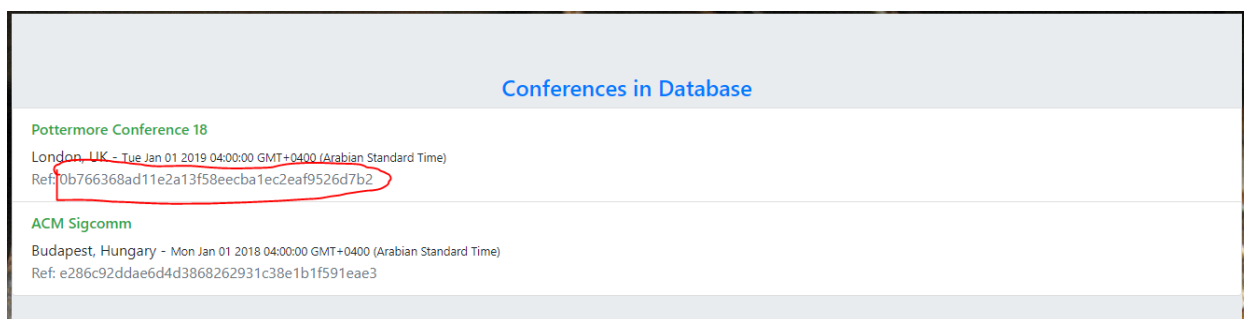 Conferences in Database
Pottermore Conference 18
London, UK - Tue Jan 01 2019 04:00:00 GMT+0400 (Arabian Standard Time)
Ref: 0b766368ad11e2a13f58eecba1ec2eaf9526d7b2
ACM Sigcomm
Budapest, Hungary - Mon Jan 01 2018 04:00:00 GMT+0400 (Arabian Standard Time)
Ref: e286c92ddae6d4d3868262931c38e1b1f591eae3